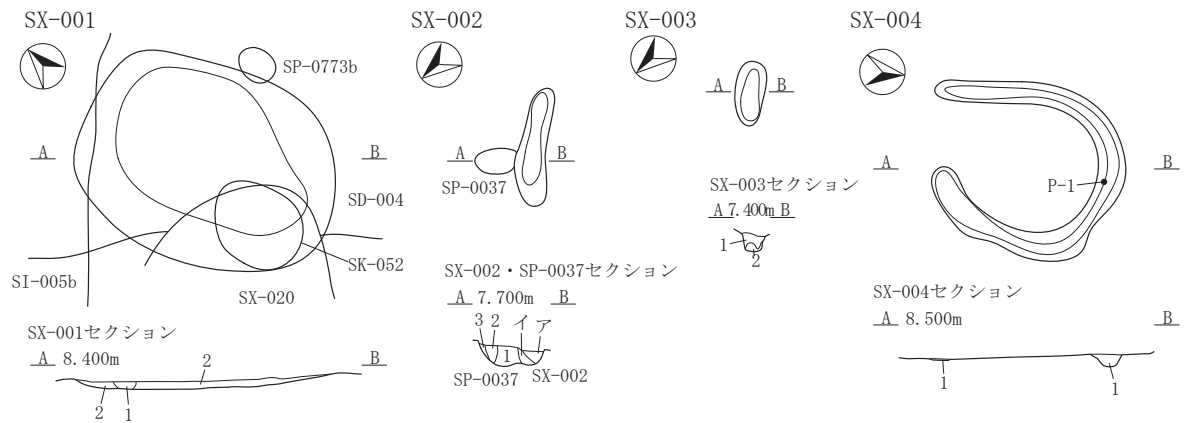 SX-001
SP-0773b
A
B
SD-004
SK-052
SI-005b
SX-020
SX-001セクション
A 8.400m B
2
2 1
SX-002
A
B
SP-0037
SX-002・SP-0037セクション
A 7.700m B
3 2 イ ア
1
SP-0037
SX-002
SX-003
A B
SX-003セクション
A 7.400m B
1
2
SX-004
A
B
P-1
SX-004セクション
A 8.500m B
1
1